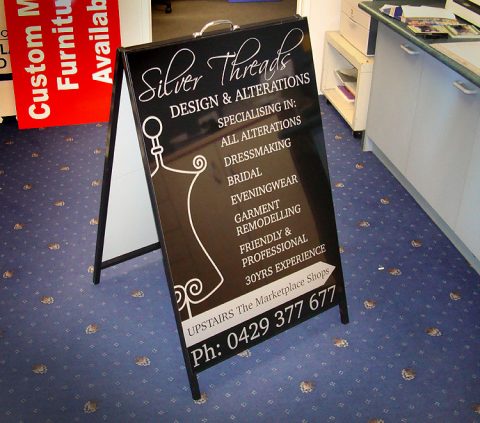 Custom M
Furnitu
Availa
Silver Threads
DESIGN & ALTERATIONS
SPECIALISING IN:
ALL ALTERATIONS
DRESSMAKING
BRIDAL
EVENINGWEAR
GARMENT
REMODELLING
FRIENDLY &
PROFESSIONAL
30YRS EXPERIENCE
UPSTAIRS The Marketplace Shops
Ph: 0429 377 677